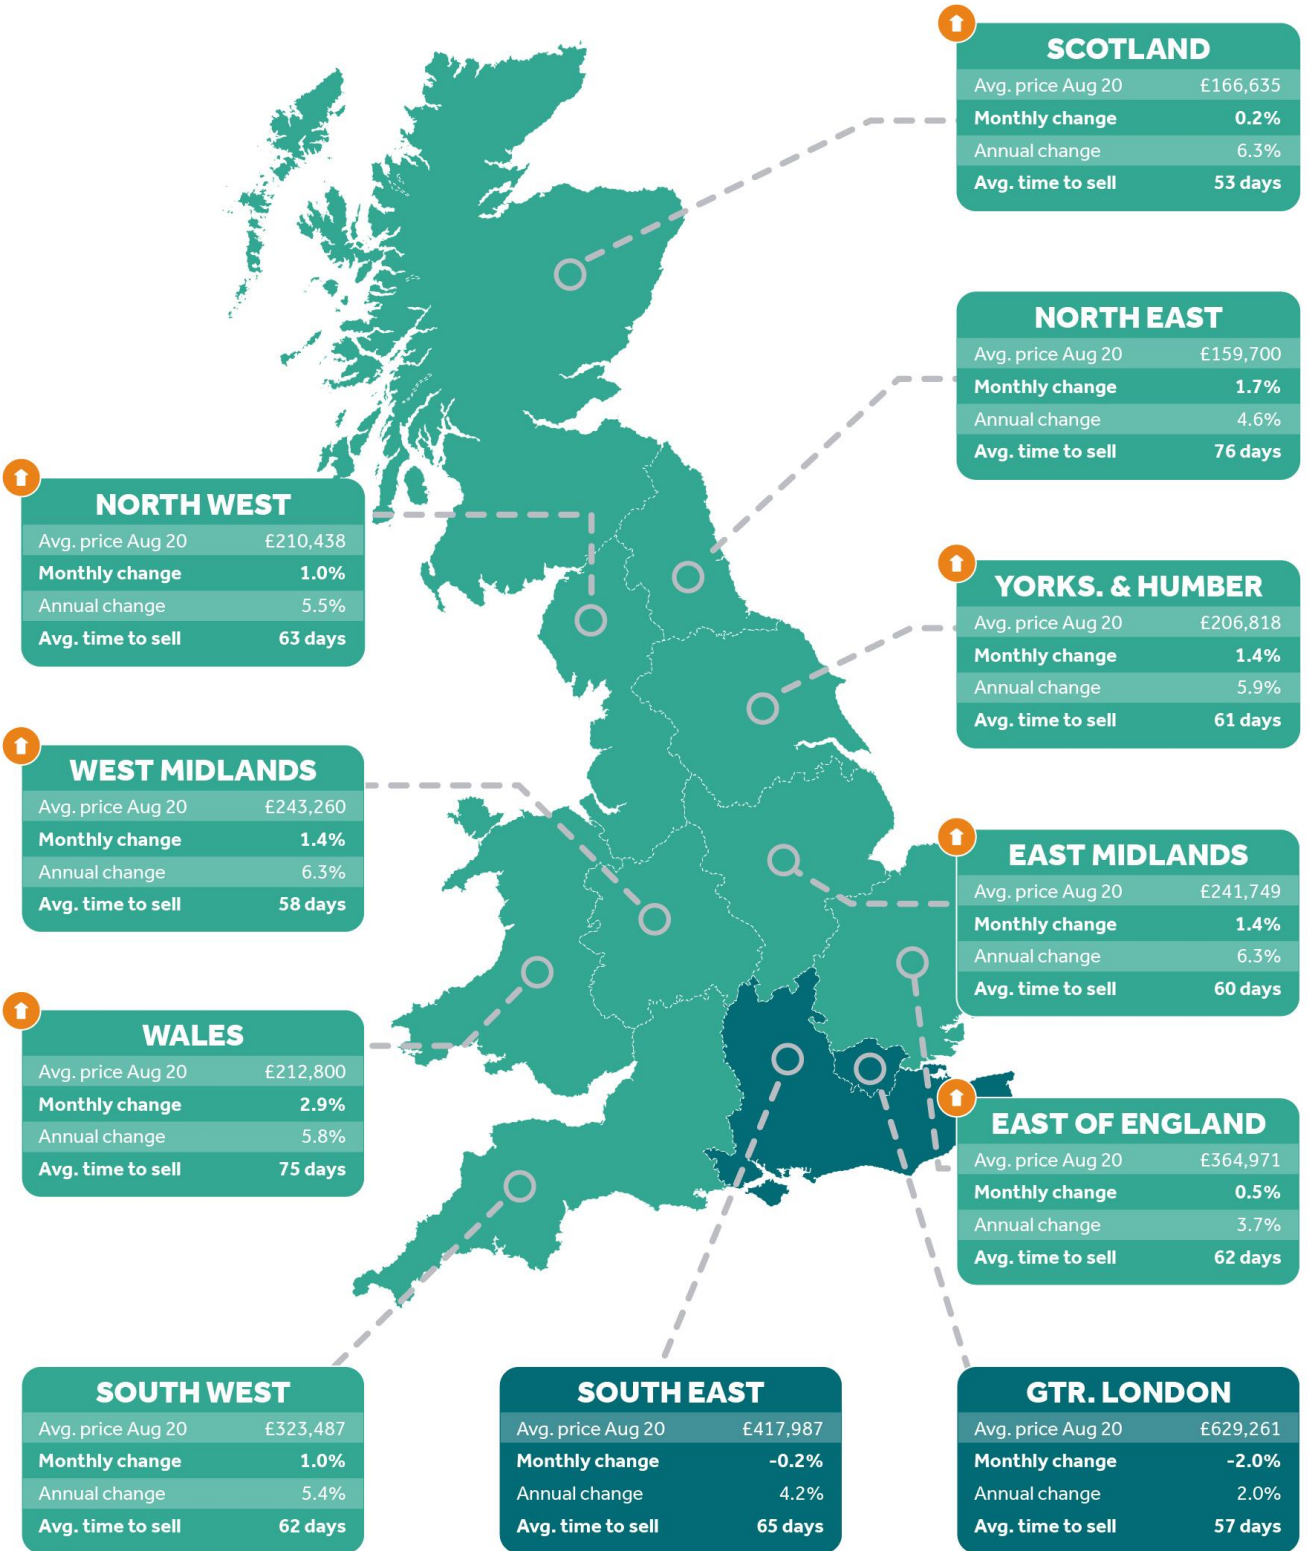 SCOTLAND
Avg. price Aug 20 £166,635
Monthly change 0.2%
Annual change 6.3%
Avg. time to sell 53 days
NORTH EAST
Avg. price Aug 20 £159,700
Monthly change 1.7%
Annual change 4.6%
Avg. time to sell 76 days
NORTH WEST
Avg. price Aug 20 £210,438
Monthly change 1.0%
Annual change 5.5%
Avg. time to sell 63 days
YORKS. & HUMBER
Avg. price Aug 20 £206,818
Monthly change 1.4%
Annual change 5.9%
Avg. time to sell 61 days
WEST MIDLANDS
Avg. price Aug 20 £243,260
Monthly change 1.4%
Annual change 6.3%
Avg. time to sell 58 days
EAST MIDLANDS
Avg. price Aug 20 £241,749
Monthly change 1.4%
Annual change 6.3%
Avg. time to sell 60 days
WALES
Avg. price Aug 20 £212,800
Monthly change 2.9%
Annual change 5.8%
Avg. time to sell 75 days
EAST OF ENGLAND
Avg. price Aug 20 £364,971
Monthly change 0.5%
Annual change 3.7%
Avg. time to sell 62 days
SOUTH WEST
Avg. price Aug 20 £323,487
Monthly change 1.0%
Annual change 5.4%
Avg. time to sell 62 days
SOUTH EAST
Avg. price Aug 20 £417,987
Monthly change -0.2%
Annual change 4.2%
Avg. time to sell 65 days
GTR. LONDON
Avg. price Aug 20 £629,261
Monthly change -2.0%
Annual change 2.0%
Avg. time to sell 57 days